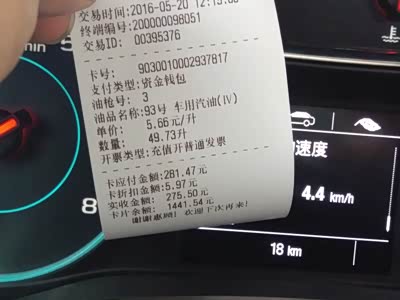 交易时间:2016-05-20 12:15:00
终端编号:200000098051
交易ID: 00395376
卡号: 9030010002937817
支付类型:资金钱包
油枪号: 3
油品名称:93号 车用汽油(Ⅳ)
单价: 5.66元/升
数量: 49.73升
开票类型:充值开普通发票
卡应付金额:281.47元
卡折扣金额:5.97元
实收金额: 275.50元
卡片余额: 1441.54元
谢谢惠顾! 欢迎下次再来!
min
速度
4.4 km/h
18 km
8